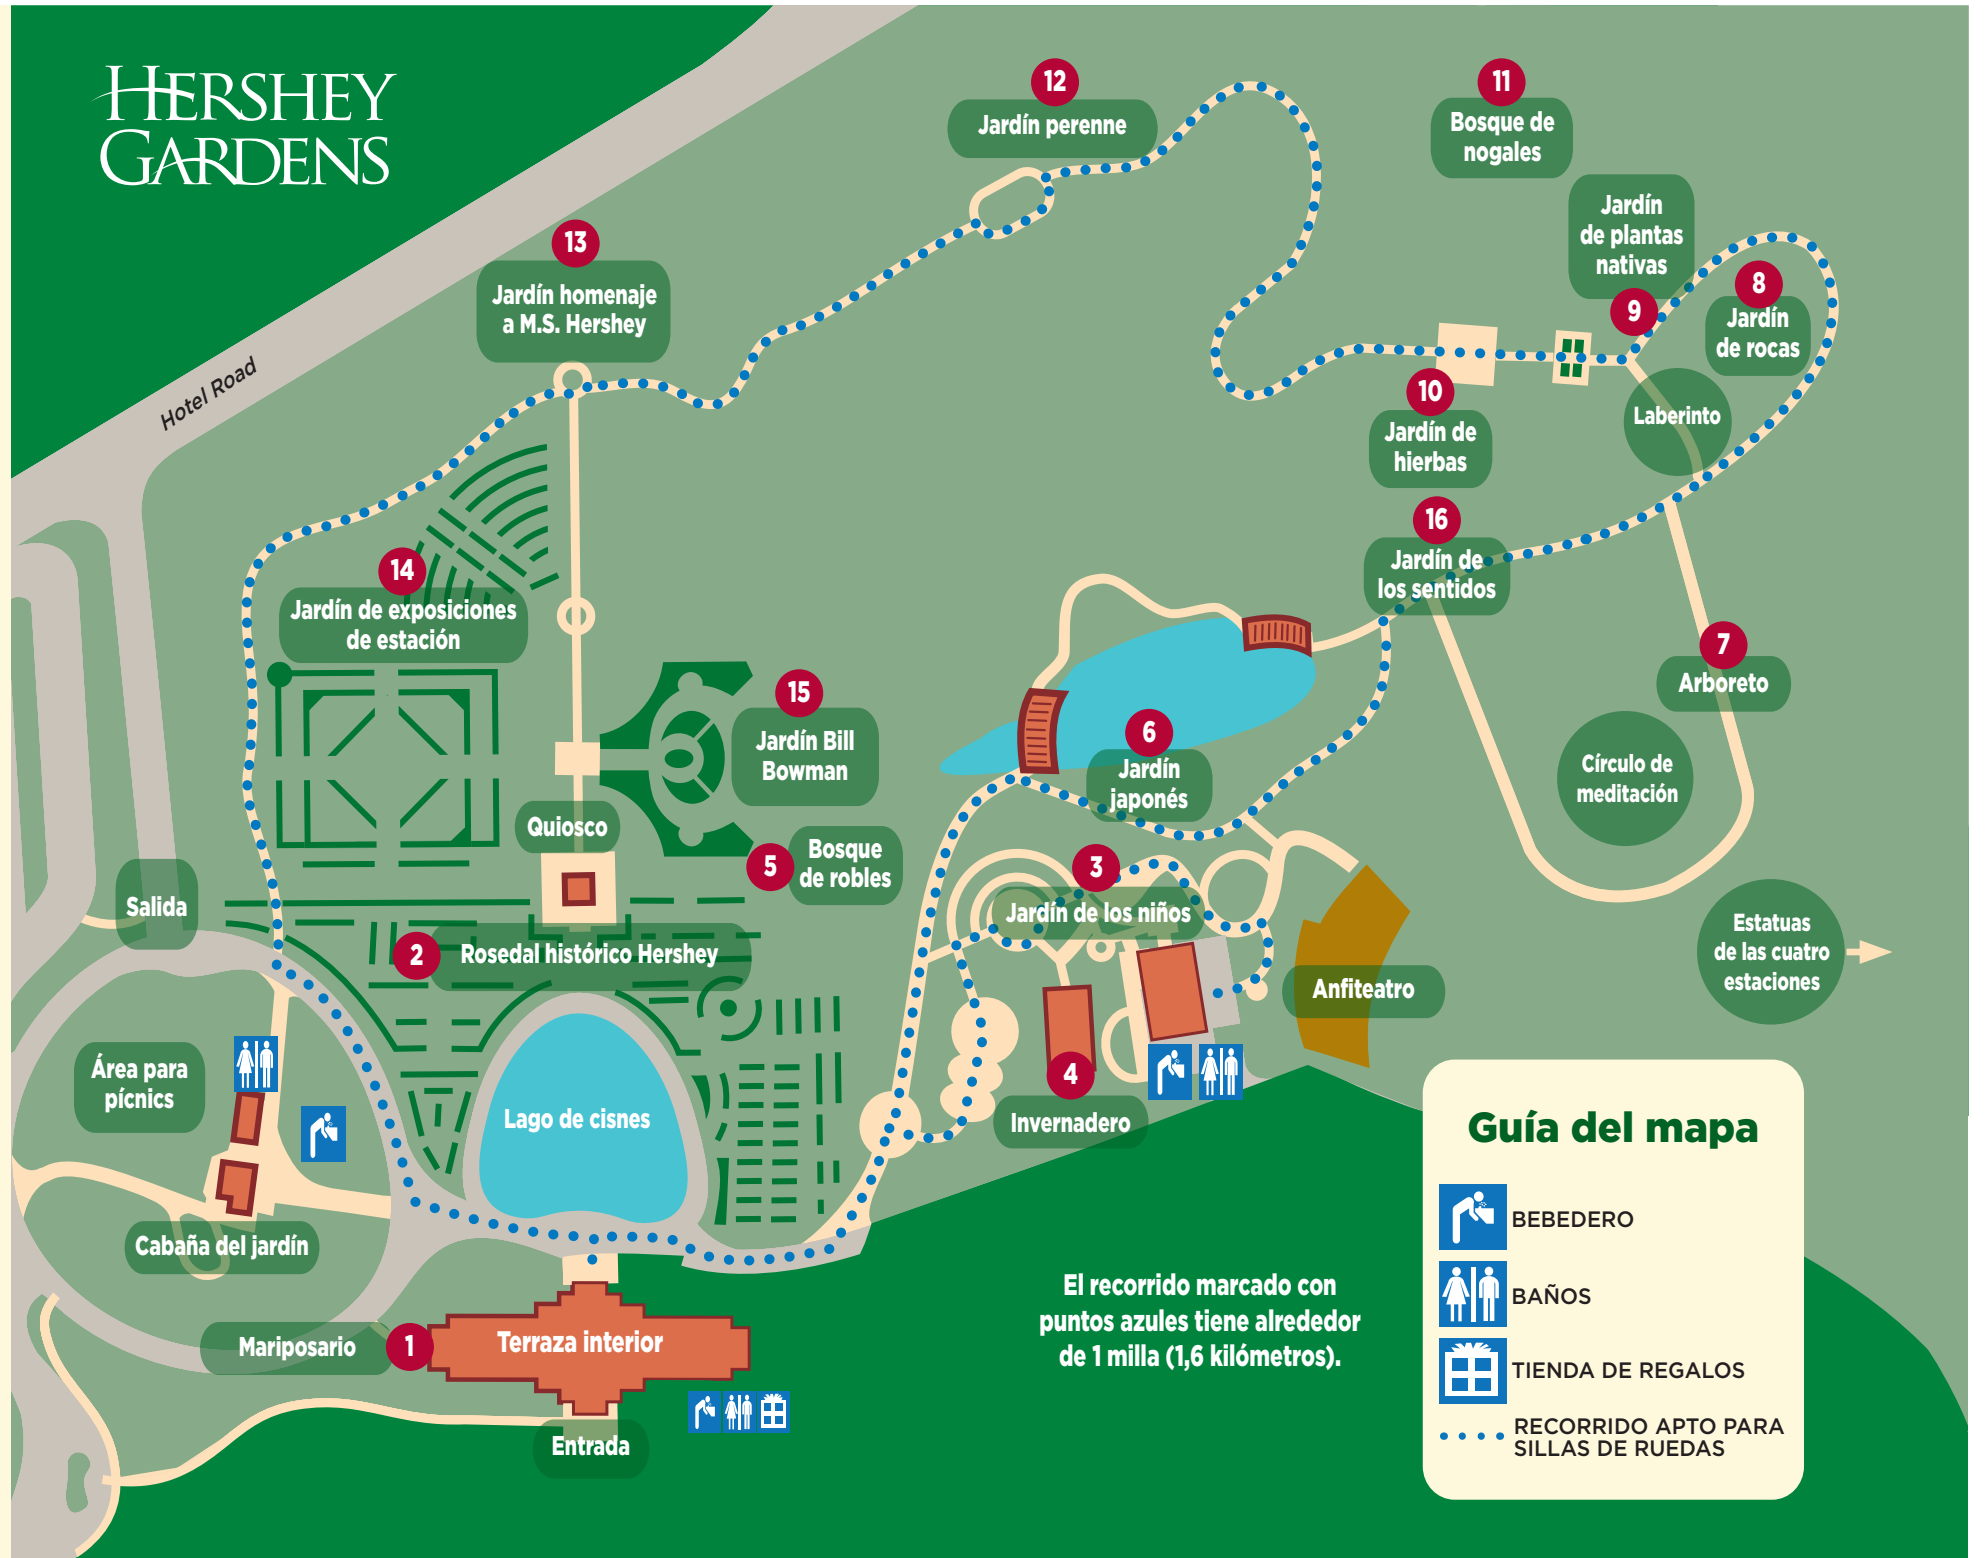 HERSHEY
GARDENS
12
Jardín perenne
11
Bosque de
nogales
Jardín
de plantas
nativas
9
8
Jardín
de rocas
13
Jardín homenaje
a M.S. Hershey
Hotel Road
10
Jardín de
hierbas
Laberinto
16
Jardín de
los sentidos
14
Jardín de exposiciones
de estación
7
Arboreto
15
Jardín Bill
Bowman
6
Jardín
japonés
Círculo de
meditación
Quiosco
5
Bosque
de robles
3
Jardín de los niños
Salida
2
Rosedal histórico Hershey
Estatuas
de las cuatro
estaciones
Anfiteatro
Área para
pícnics
Lago de cisnes
4
Invernadero
Cabaña del jardín
1
Mariposario
Terraza interior
Entrada
El recorrido marcado con
puntos azules tiene alrededor
de 1 milla (1,6 kilómetros).
Guía del mapa
BEBEDERO
BAÑOS
TIENDA DE REGALOS
RECORRIDO APTO PARA
SILLAS DE RUEDAS